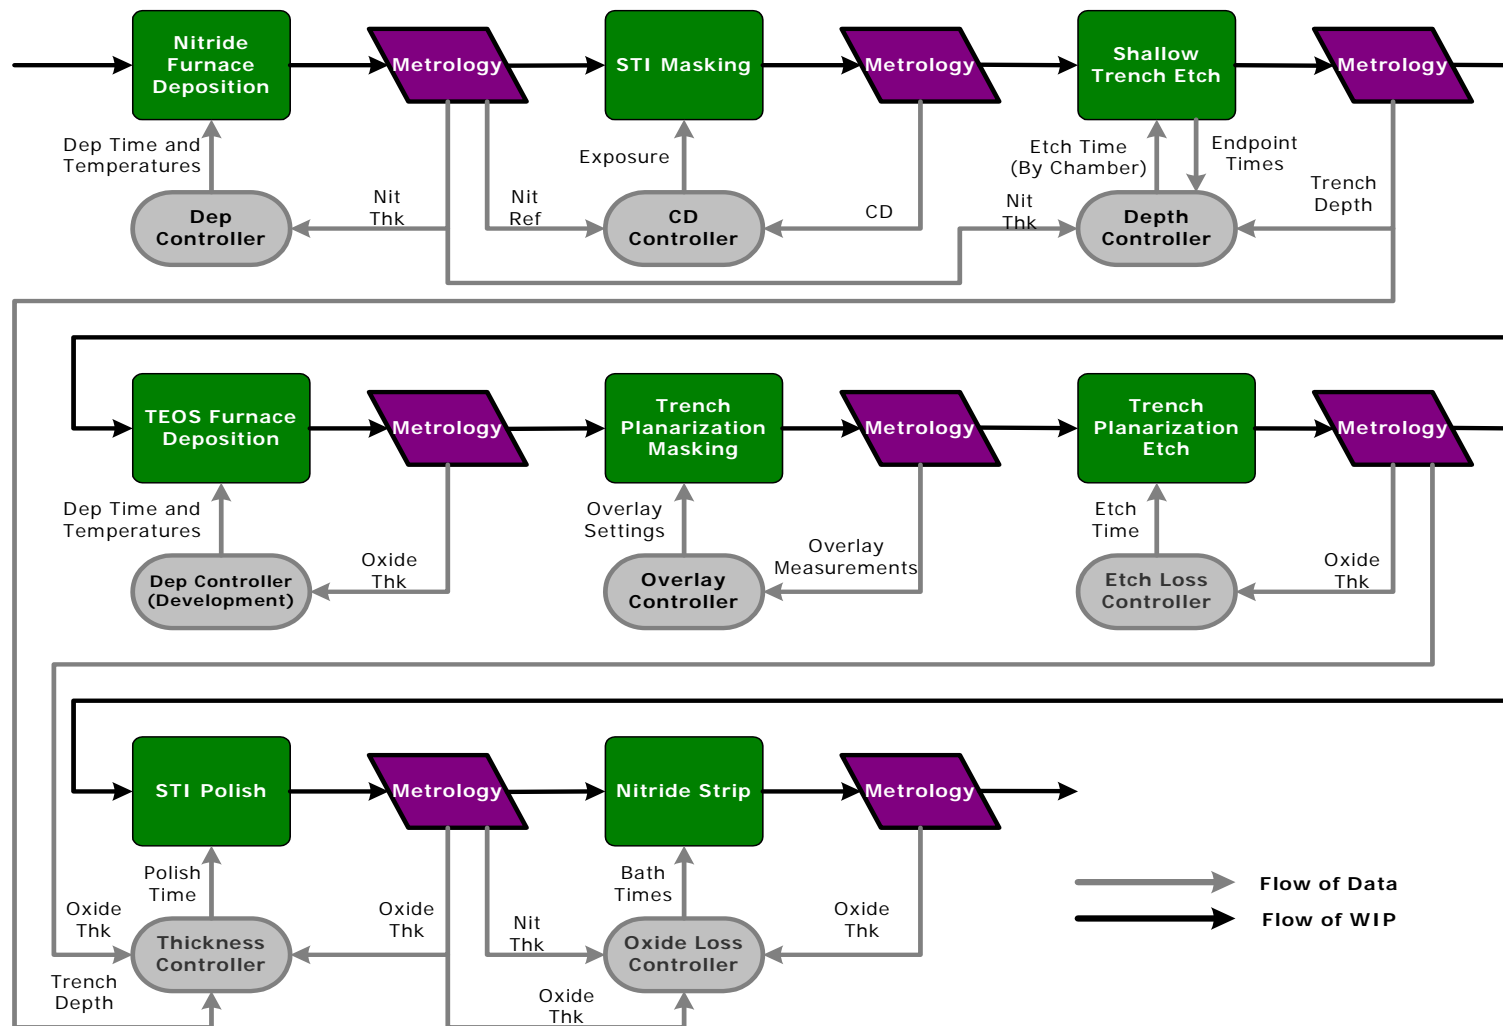 Nitride
Furnace
Deposition
Metrology
STI Masking
Metrology
Shallow
Trench Etch
Metrology
Dep Time and
Temperatures
Exposure
Etch Time
(By Chamber)
Endpoint
Times
Dep
Controller
Nit
Thk
Nit
Ref
CD
Controller
CD
Nit
Thk
Depth
Controller
Trench
Depth
TEOS Furnace
Deposition
Metrology
Trench
Planarization
Masking
Metrology
Trench
Planarization
Etch
Metrology
Dep Time and
Temperatures
Overlay
Settings
Etch
Time
Dep Controller
(Development)
Oxide
Thk
Overlay
Controller
Overlay
Measurements
Etch Loss
Controller
Oxide
Thk
STI Polish
Metrology
Nitride Strip
Metrology
Polish
Time
Bath
Times
Flow of Data
Flow of WIP
Oxide
Thk
Thickness
Controller
Oxide
Thk
Nit
Thk
Oxide Loss
Controller
Oxide
Thk
Trench
Depth
Oxide
Thk